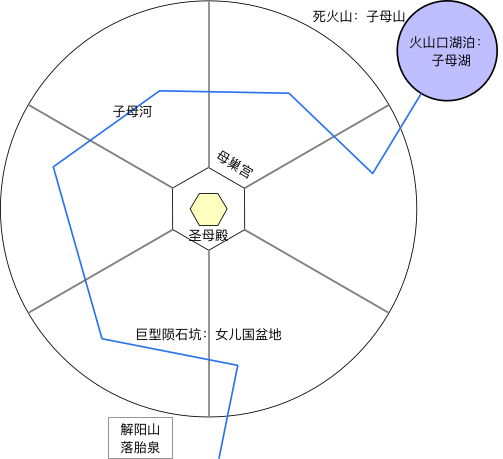 死火山：子母山
火山口湖泊：
子母湖
子母河
母巢宫
圣母殿
巨型陨石坑：女儿国盆地
解阳山
落胎泉